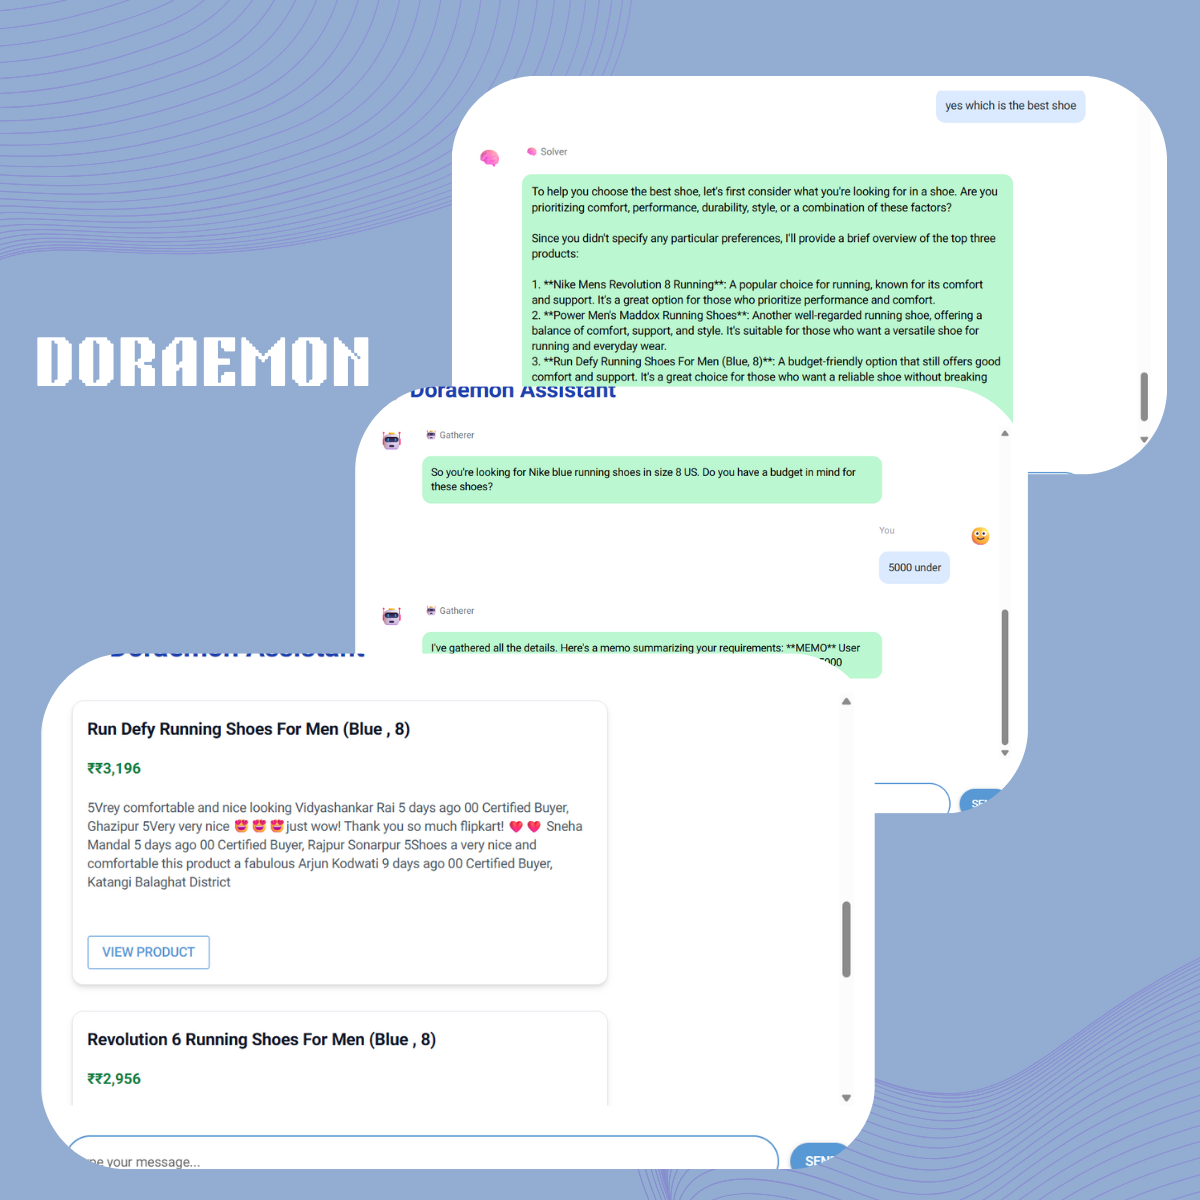 yes which is the best shoe
Solver
To help you choose the best shoe, let's first consider what you're looking for in a shoe. Are you
prioritizing comfort, performance, durability, style, or a combination of these factors?
Since you didn't specify any particular preferences, I'll provide a brief overview of the top three
products:
1. **Nike Mens Revolution 8 Running**: A popular choice for running, known for its comfort
and support. It's a great option for those who prioritize performance and comfort.
2. **Power Men's Maddox Running Shoes**: Another well-regarded running shoe, offering a
balance of comfort, support, and style. It's suitable for those who want a versatile shoe for
running and everyday wear.
3. **Run Defy Running Shoes For Men (Blue, 8)**: A budget-friendly option that still offers good
comfort and support. It's a great choice for those who want a reliable shoe without breaking
DORAEMON
Doraemon Assistant
Gatherer
So you're looking for Nike blue running shoes in size 8 US. Do you have a budget in mind for
these shoes?
You
5000 under
Gatherer
I've gathered all the details. Here's a memo summarizing your requirements: **MEMO** User
Doraemon Assistant
Run Defy Running Shoes For Men (Blue , 8)
₹₹3,196
5Vrey comfortable and nice looking Vidyashankar Rai 5 days ago 00 Certified Buyer,
Ghazipur 5Very very nice 😍 😍 😍just wow! Thank you so much flipkart! ❤️ ❤️ Sneha
Mandal 5 days ago 00 Certified Buyer, Rajpur Sonarpur 5Shoes a very nice and
comfortable this product a fabulous Arjun Kodwati 9 days ago 00 Certified Buyer,
Katangi Balaghat District
VIEW PRODUCT
Revolution 6 Running Shoes For Men (Blue , 8)
₹₹2,956
your message...